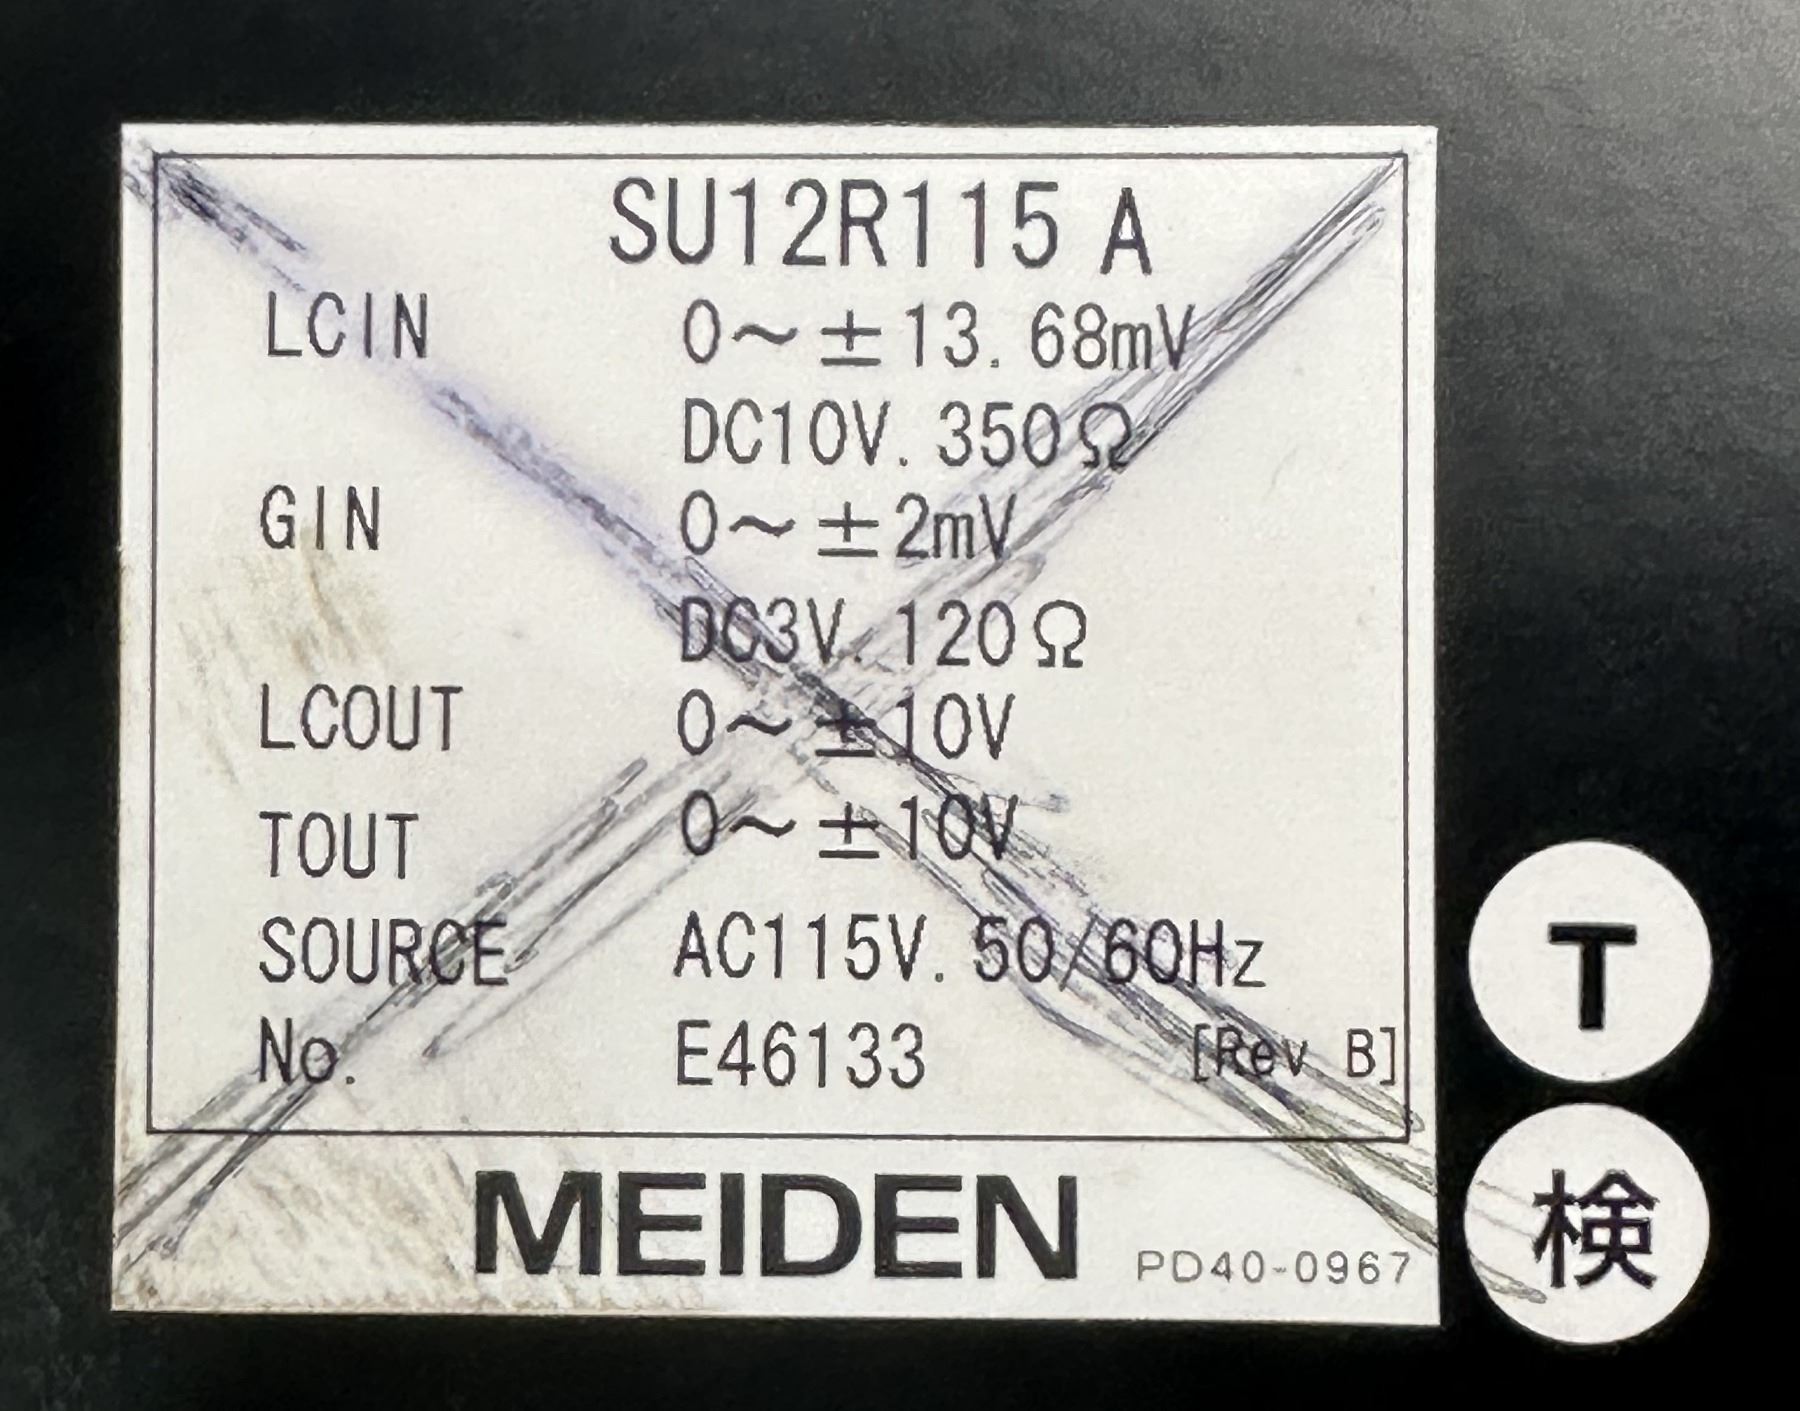 SU12R115 A
LCIN 0～±13.68mV
DC10V.350Ω
GIN 0～±2mV
DC3V.120Ω
LCOUT 0～±10V
TOUT 0～±10V
SOURCE AC115V.50/60Hz
No. E46133 [Rev B]
MEIDEN PD40-0967
T
検